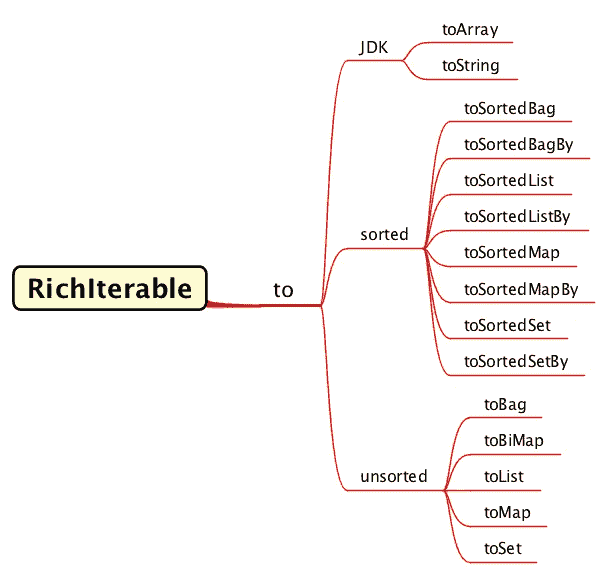 RichIterable
to
JDK
toArray
toString
sorted
toSortedBag
toSortedBagBy
toSortedList
toSortedListBy
toSortedMap
toSortedMapBy
toSortedSet
toSortedSetBy
unsorted
toBag
toBiMap
toList
toMap
toSet